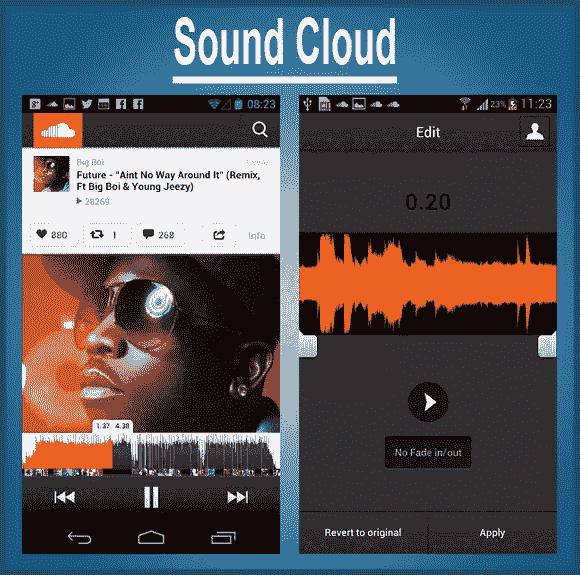 Sound Cloud
08:23
Big Boi
Future - "Aint No Way Around It" (Remix,
Ft Big Boi & Young Jeezy)
28269
880
1
268
Info
1.37 4.38
23%
11:23
Edit
0.20
No Fade in/out
Revert to original
Apply